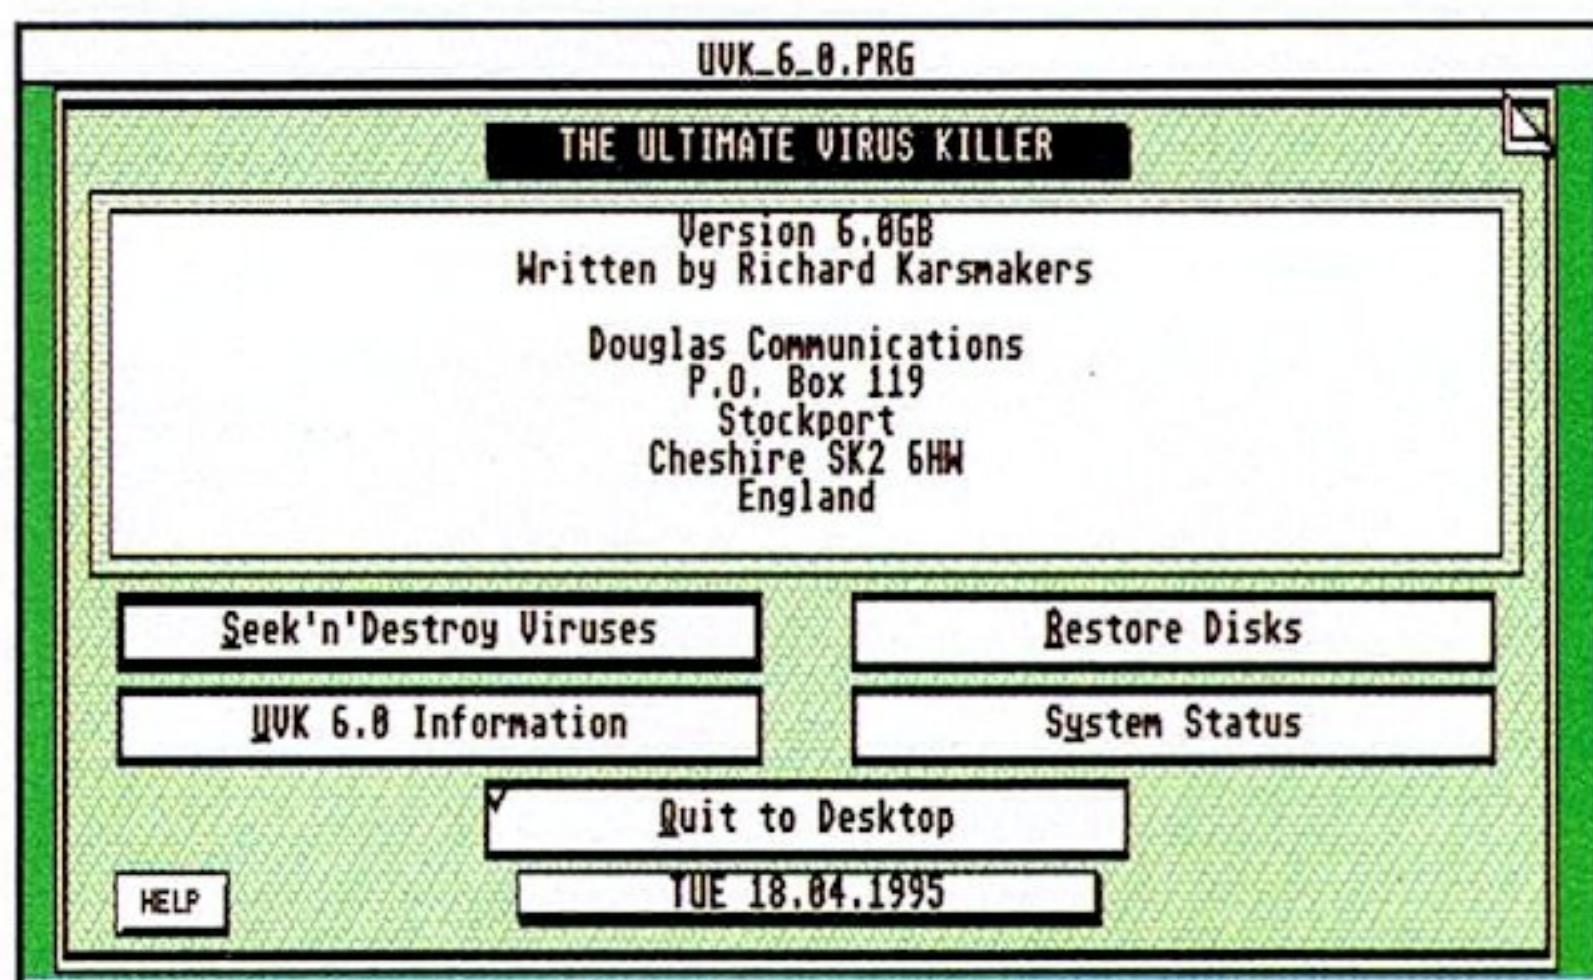 UVK_6_0.PRG
THE ULTIMATE VIRUS KILLER
Version 6.0GB
Written by Richard Karsmakers
Douglas Communications
P.O. Box 119
Stockport
Cheshire SK2 6HW
England
Seek'n'Destroy Viruses
Restore Disks
UVK 6.0 Information
System Status
Quit to Desktop
HELP
TUE 18.04.1995